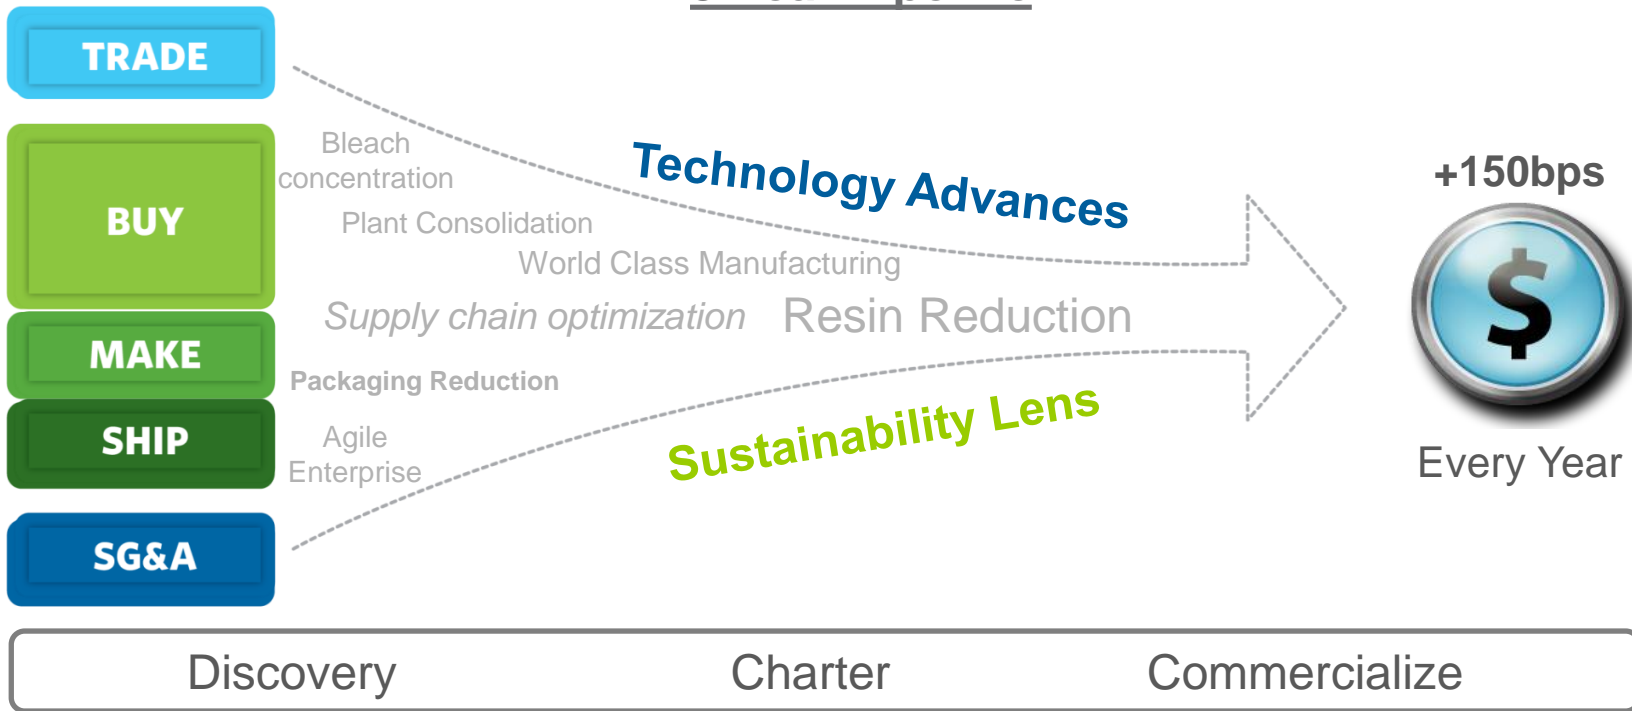 TRADE
Bleach
concentration
Technology Advances
+150bps
BUY
Plant Consolidation
World Class Manufacturing
$
Supply chain optimization
Resin Reduction
MAKE
Packaging Reduction
SHIP
Agile
Enterprise
Sustainability Lens
Every Year
SG&A
Discovery
Charter
Commercialize